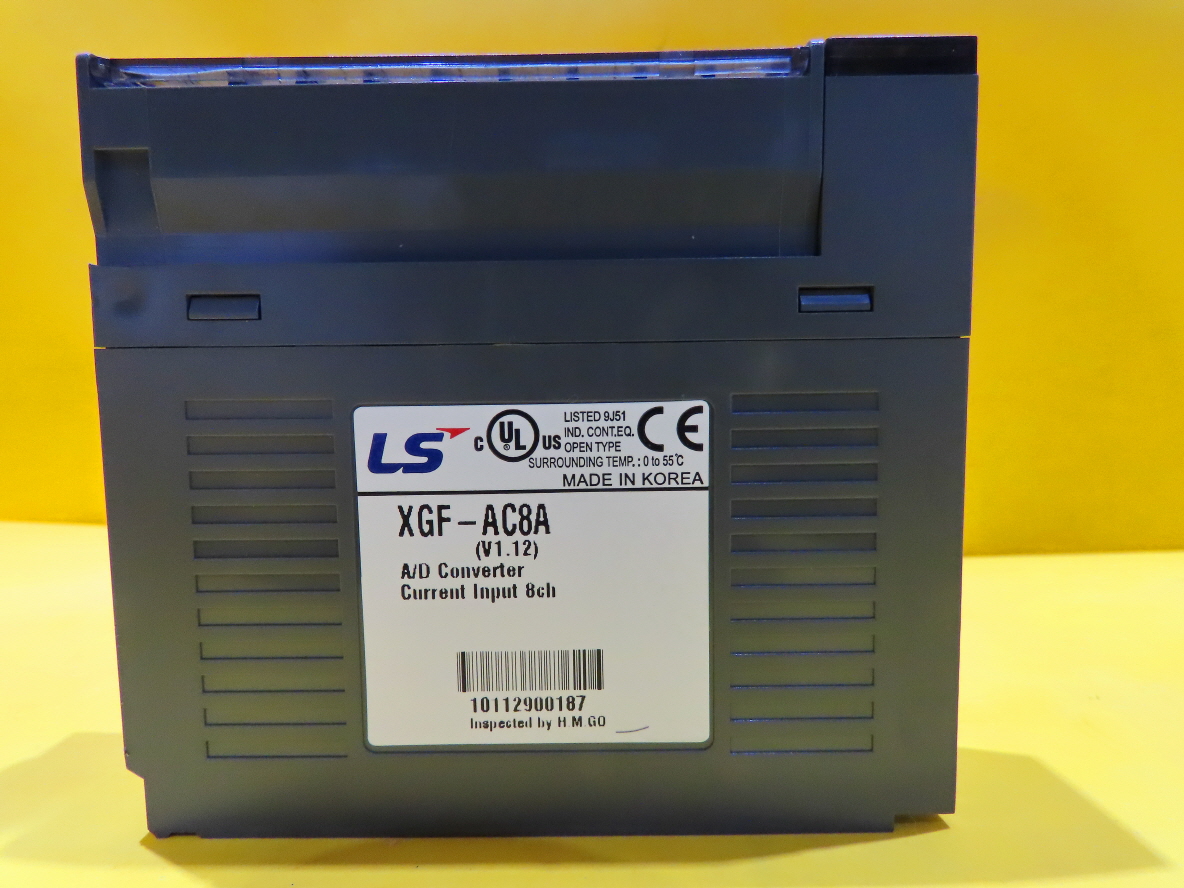 LS
C UL ® US
LISTED 9J51
IND. CONT.EQ.
OPEN TYPE
CE
SURROUNDING TEMP.: 0 to 55℃
MADE IN KOREA
XGF-AC8A
(V1.12)
A/D Converter
Current Input 8ch
10112900187
Inspected by H M GO